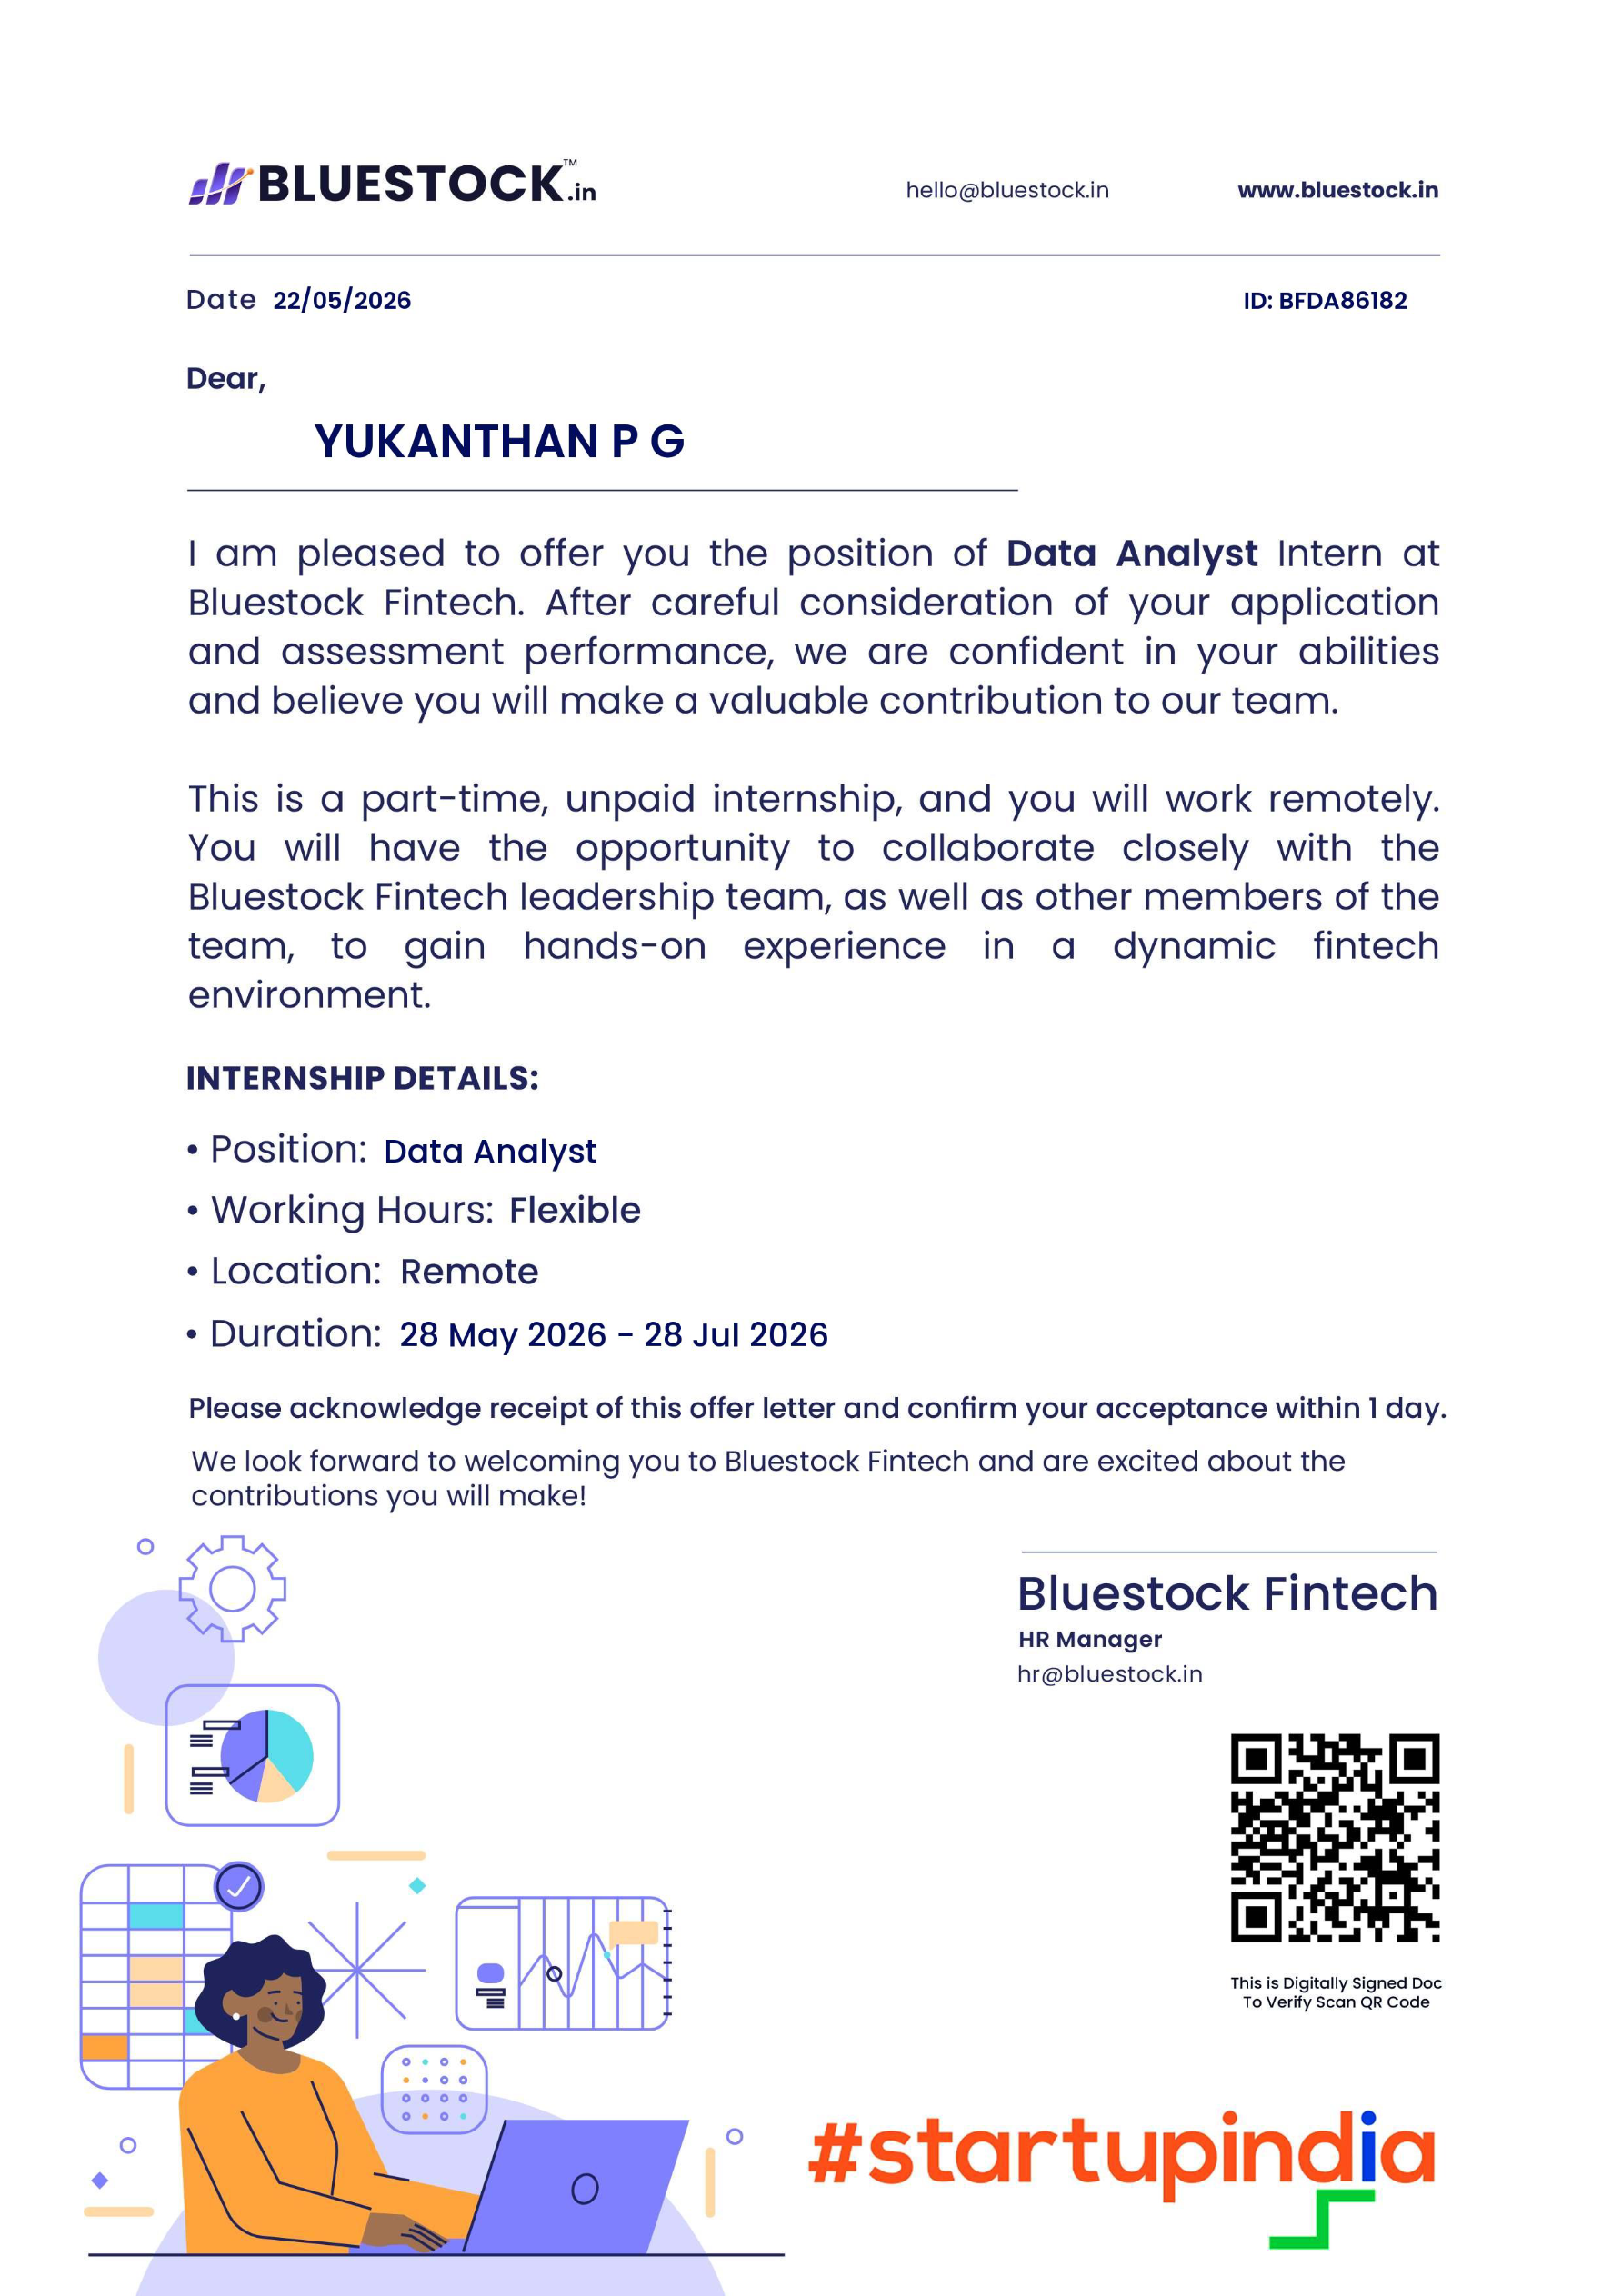 BLUESTOCK™.in
hello@bluestock.in
www.bluestock.in
Date 22/05/2026
ID: BFDA86182
Dear,
YUKANTHAN P G
I am pleased to offer you the position of Data Analyst Intern at
Bluestock Fintech. After careful consideration of your application
and assessment performance, we are confident in your abilities
and believe you will make a valuable contribution to our team.
This is a part-time, unpaid internship, and you will work remotely.
You will have the opportunity to collaborate closely with the
Bluestock Fintech leadership team, as well as other members of the
team, to gain hands-on experience in a dynamic fintech
environment.
INTERNSHIP DETAILS:
• Position: Data Analyst
• Working Hours: Flexible
• Location: Remote
• Duration: 28 May 2026 - 28 Jul 2026
Please acknowledge receipt of this offer letter and confirm your acceptance within 1 day.
We look forward to welcoming you to Bluestock Fintech and are excited about the
contributions you will make!
Bluestock Fintech
HR Manager
hr@bluestock.in
This is Digitally Signed Doc
To Verify Scan QR Code
#startupindia